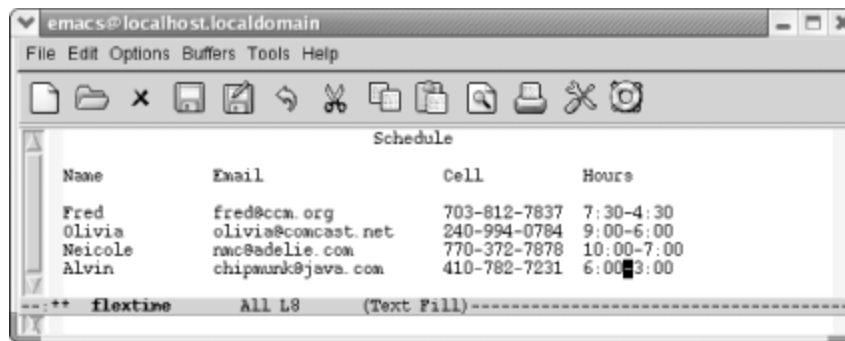 emacs@localhost.localdomain
File Edit Options Buffers Tools Help
Schedule
Name Email Cell Hours
Fred fred@ccm.org 703-812-7837 7:30-4:30
Olivia olivia@comcast.net 240-994-0784 9:00-6:00
Neicole nmc@adelie.com 770-372-7878 10:00-7:00
Alvin chipmunk@java.com 410-782-7231 6:00-3:00
--:** flextime All L8 (Text Fill)----------------------------------------